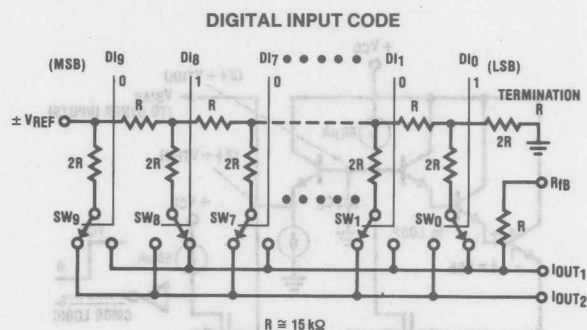 DIGITAL INPUT CODE
(MSB) DI9 DI8 DI7 DI1 DI0 (LSB)
0 1 0 0 1
TERMINATION
R R R R
± VREF
2R 2R 2R 2R 2R 2R
RfB
R
SW9 SW8 SW7 SW1 SW0
IOUT1
IOUT2
R ≅ 15 kΩ